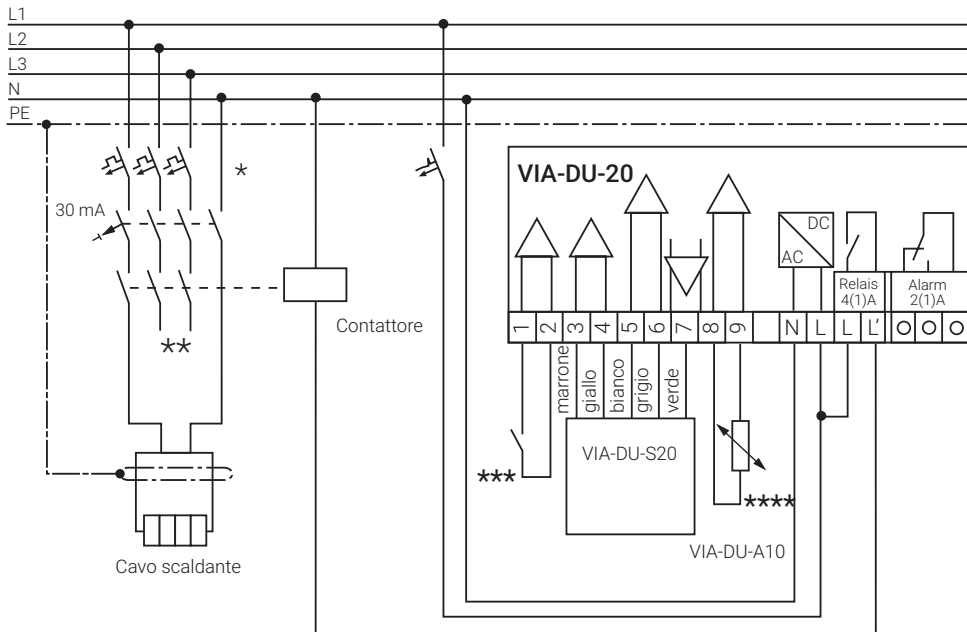 L1
L2
L3
N
PE
*
30 mA
**
Contattore
Cavo scaldante
VIA-DU-20
DC
AC
Relais
4(1)A
Alarm
2(1)A
1 2 3 4 5 6 7 8 9 N L L L'
marrone
giallo
bianco
grigio
verde
VIA-DU-S20
***
****
VIA-DU-A10